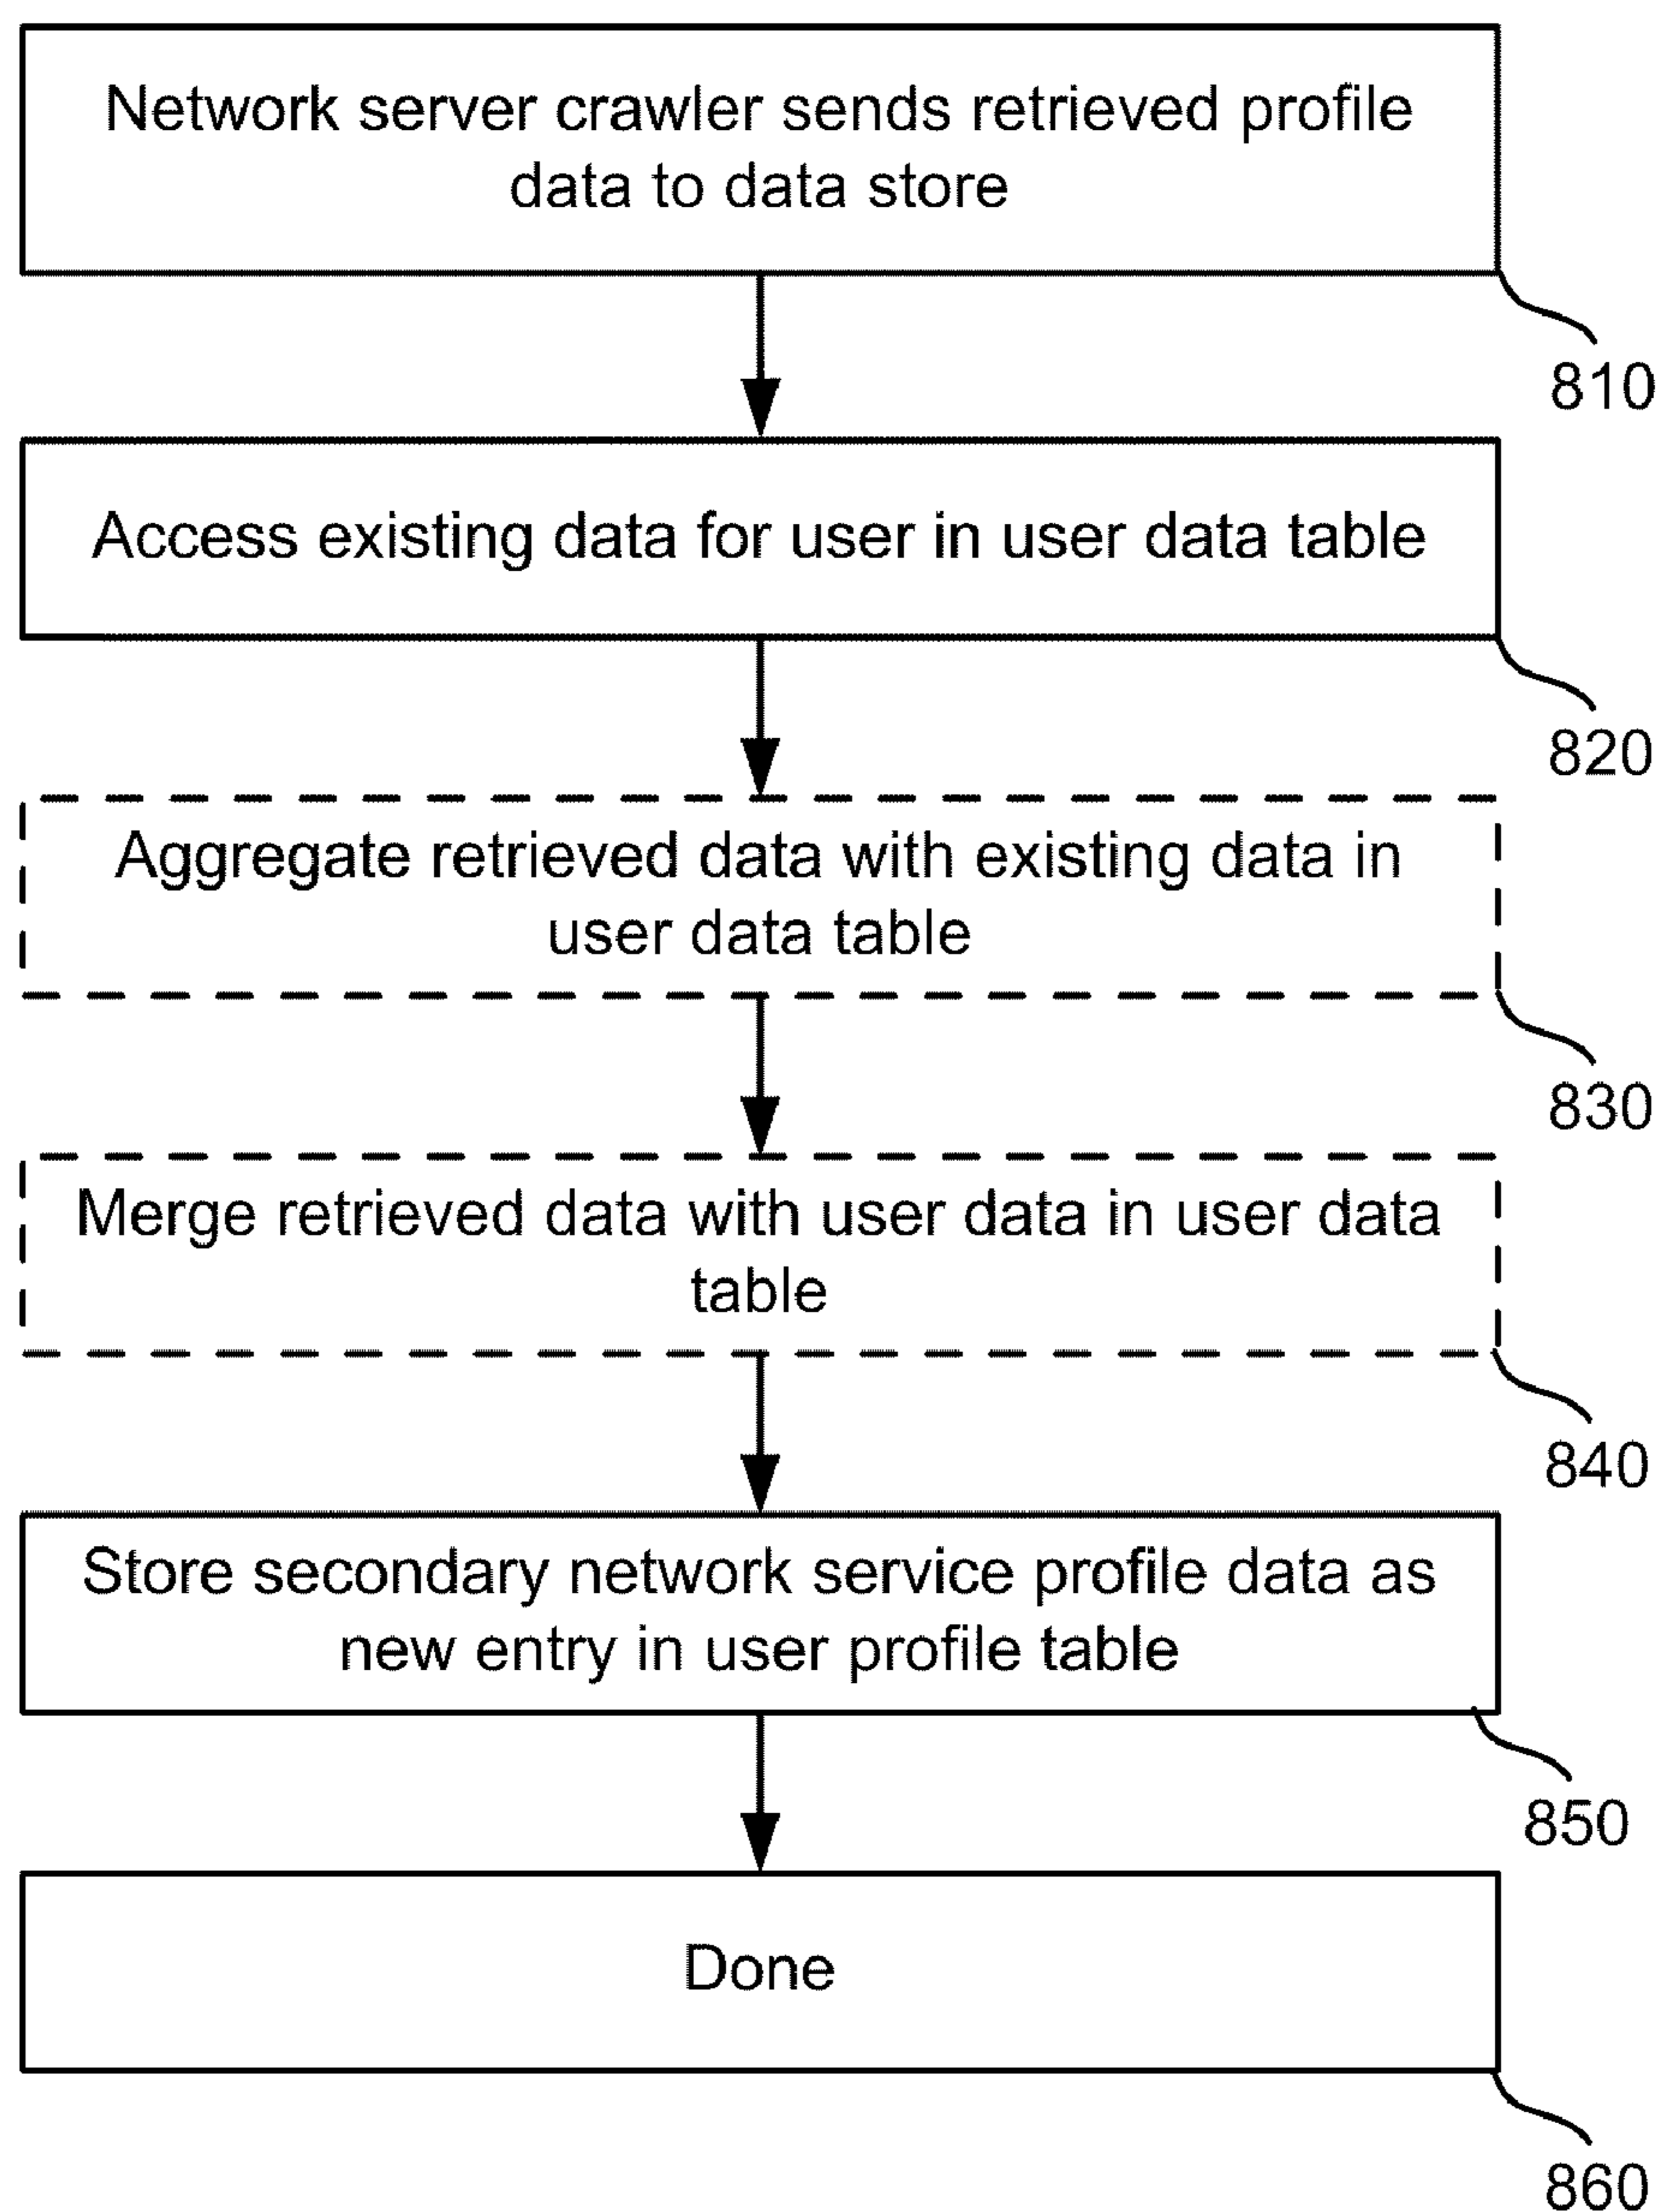 Network server crawler sends retrieved profile
data to data store
810
Access existing data for user in user data table
820
Aggregate retrieved data with existing data in
user data table
830
Merge retrieved data with user data in user data
table
840
Store secondary network service profile data as
new entry in user profile table
850
Done
860